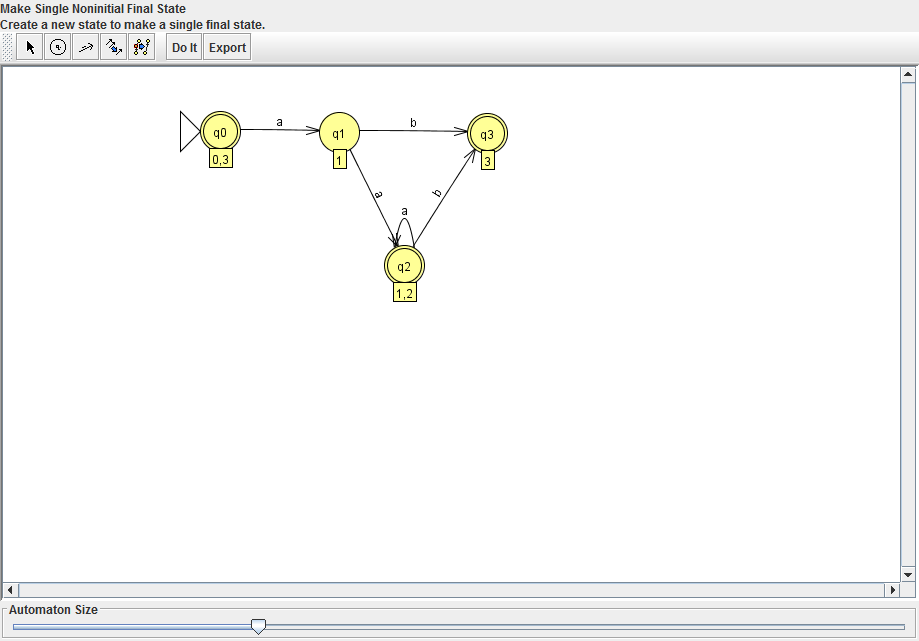 Make Single Noninitial Final State
Create a new state to make a single final state.
Do It Export
a
b
q0 q1 q3
0,3 1 3
a b
a
q2
1,2
Automaton Size